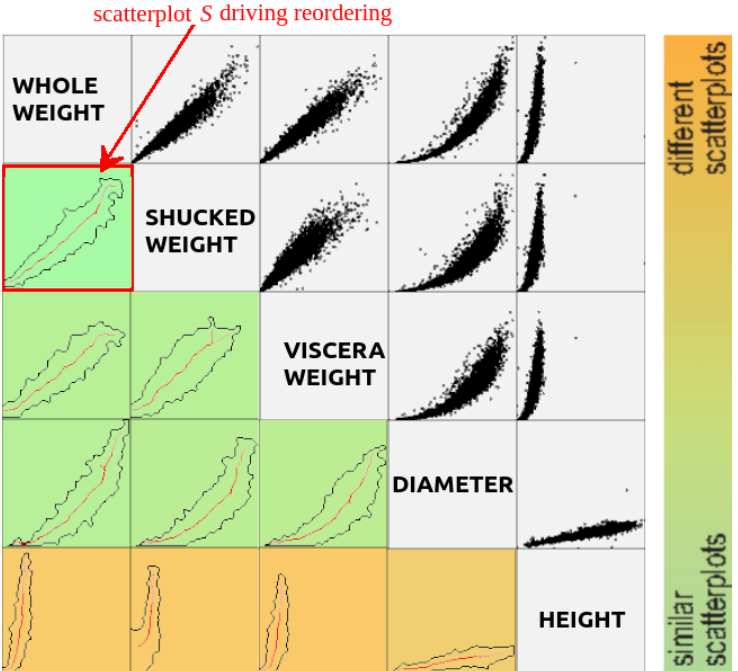 scatterplot S driving reordering
WHOLE
WEIGHT
different
scatterplots
SHUCKED
WEIGHT
VISCERA
WEIGHT
DIAMETER
similar
scatterplots
HEIGHT